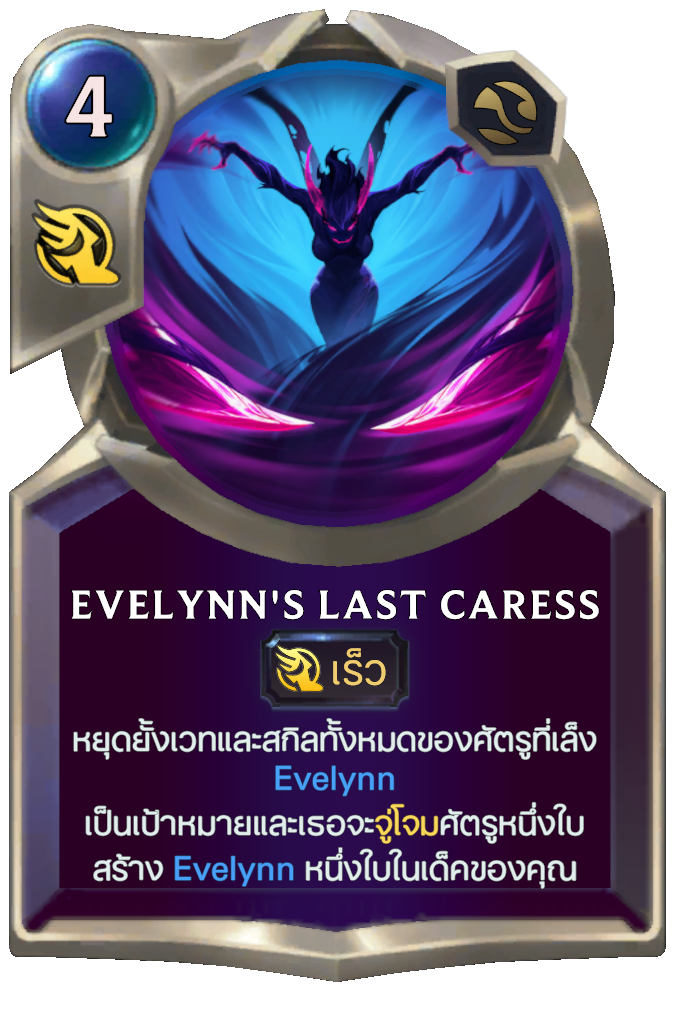 4
EVELYNN'S LAST CARESS
เร็ว
หยุดยั้งเวทและสกิลทั้งหมดของศัตรูที่เล็ง
Evelynn
เป็นเป้าหมายและเธอจะจู่โจมศัตรูหนึ่งใบ
สร้าง Evelynn หนึ่งใบในเด็คของคุณ